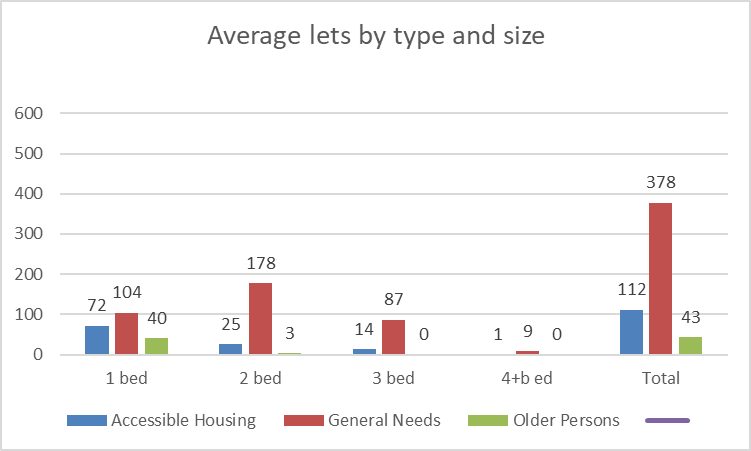 Average lets by type and size
600
500
400
300
200
100
0
72 104 40
25 178 3
14 87 0
1 9 0
112 378 43
1 bed 2 bed 3 bed 4+b ed Total
Accessible Housing General Needs Older Persons